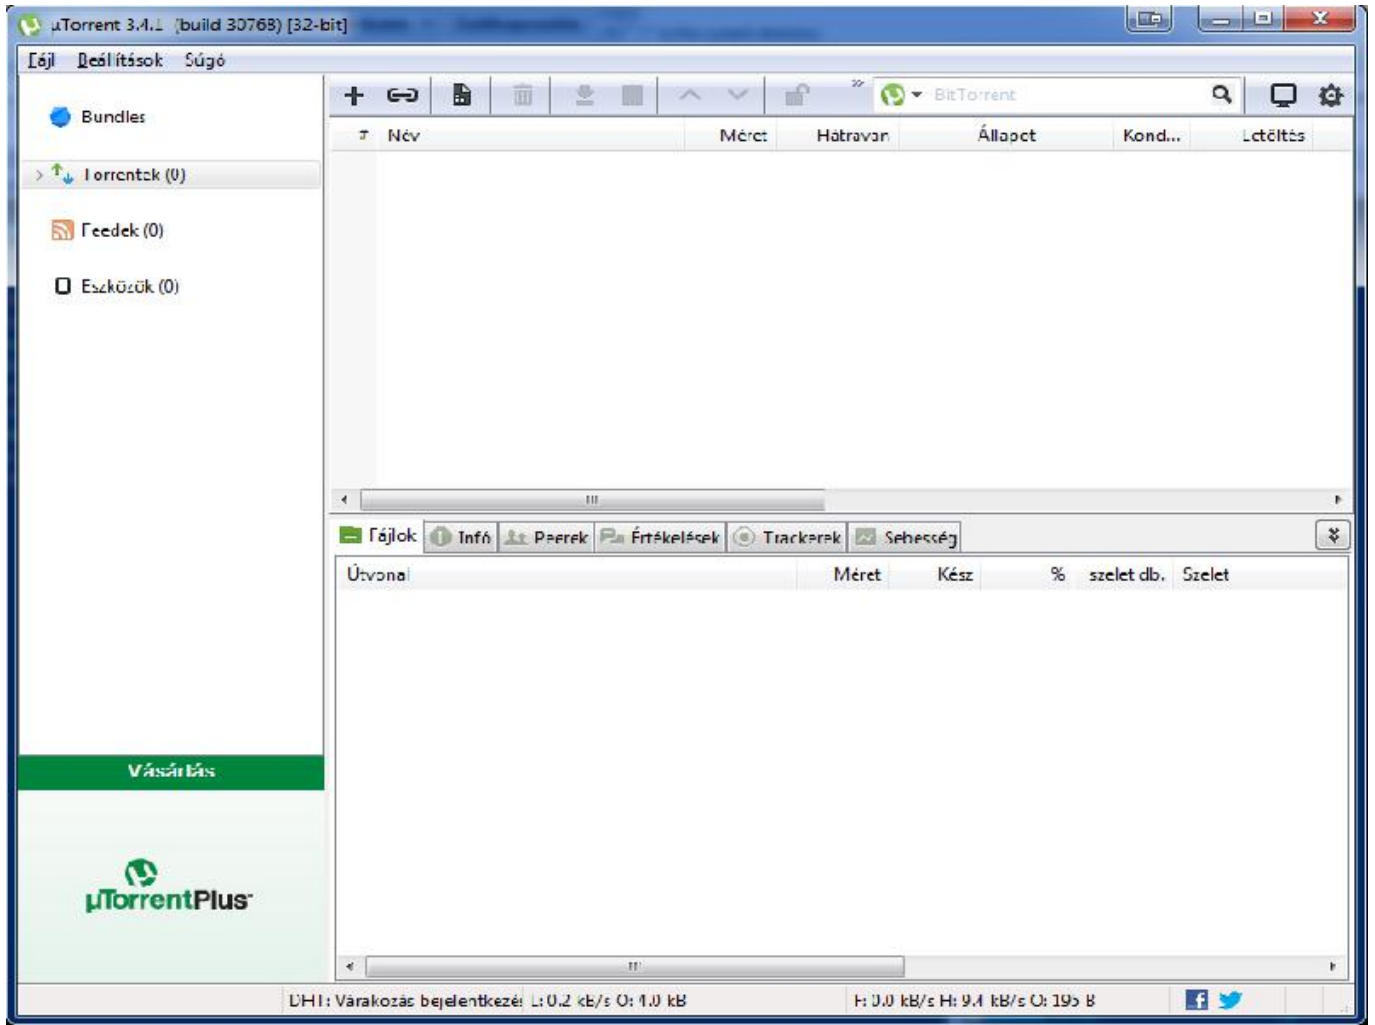 µTorrent 3.4.1 (build 30768) [32-bit]
Fájl Beállítások Súgó
BitTorrent
Bundles
# Név Méret Hátravan Állapot Kond... Letöltés
Torrentek (0)
Feedek (0)
Eszközök (0)
Fájlok Infó Peerek Értékelések Trackerek Sebesség
Útvonal Méret Kész % szelet db. Szelet
Vásárlás
µTorrentPlus
DHT: Várakozás bejelentkezés L: 0.2 kB/s O: 4.0 kB F: 0.0 kB/s H: 9.4 kB/s O: 195 B